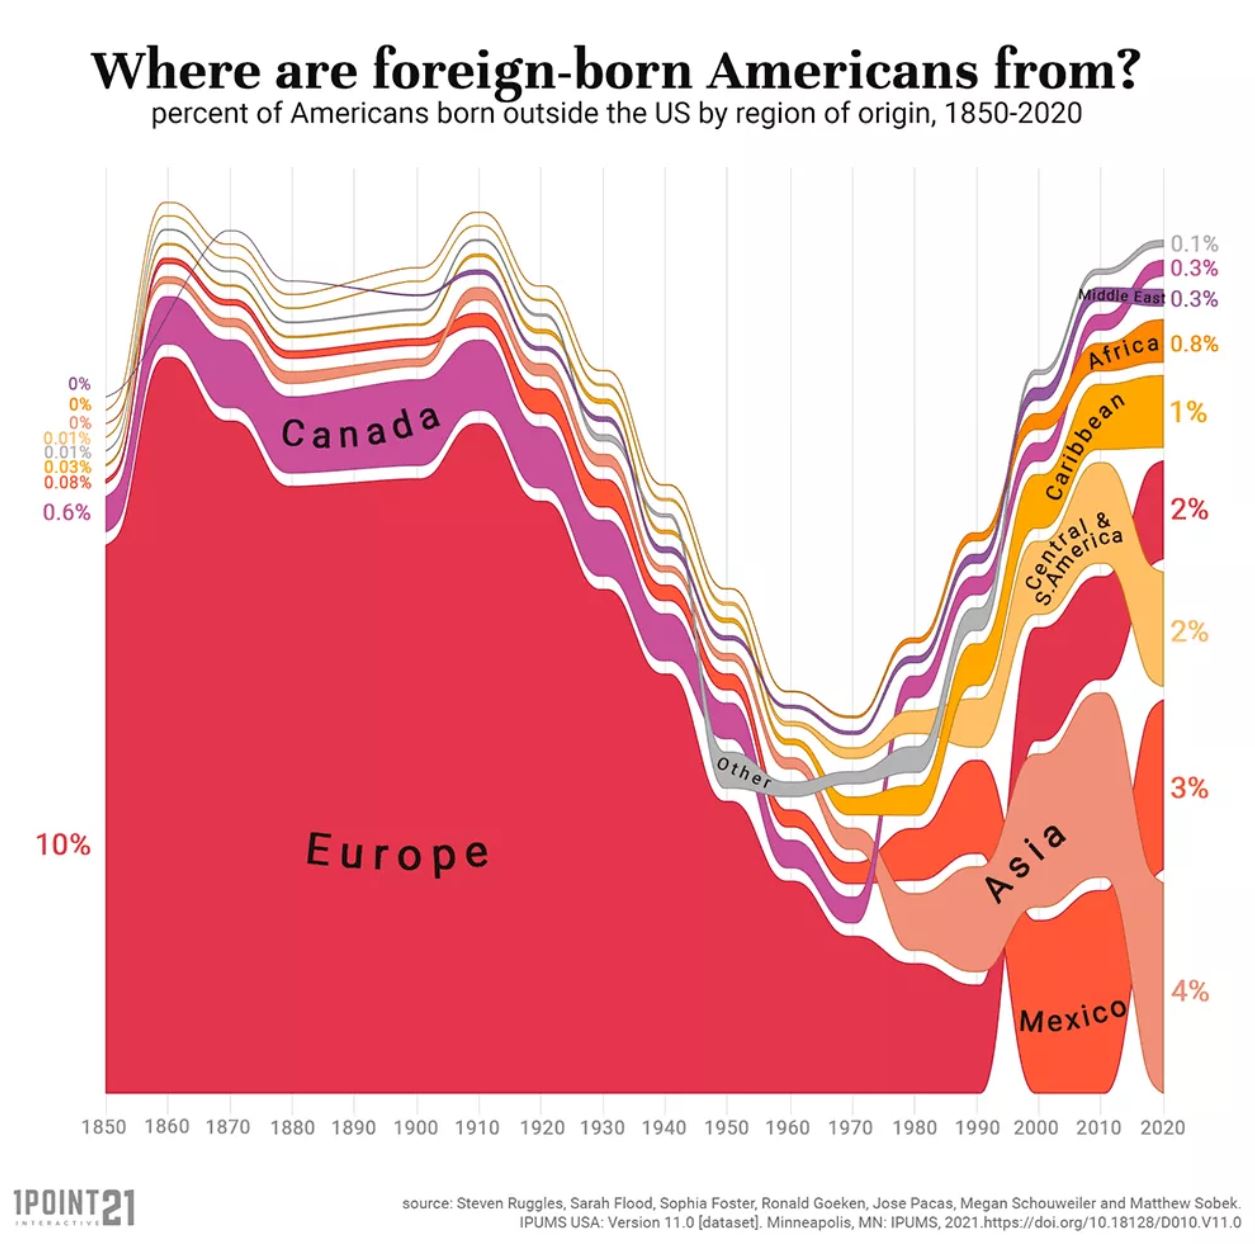 Where are foreign-born Americans from?
percent of Americans born outside the US by region of origin, 1850-2020
0.1%
0.3%
Middle East 0.3%
Africa 0.8%
0%
0%
0%
0.01%
0.01%
0.03%
0.08%
0.6%
Canada
Caribbean
1%
2%
Central &
S.America
2%
Other
3%
10%
Europe
Asia
4%
Mexico
1850 1860 1870 1880 1890 1900 1910 1920 1930 1940 1950 1960 1970 1980 1990 2000 2010 2020
1POINT21
INTERACTIVE
source: Steven Ruggles, Sarah Flood, Sophia Foster, Ronald Goeken, Jose Pacas, Megan Schouweiler and Matthew Sobek.
IPUMS USA: Version 11.0 [dataset]. Minneapolis, MN: IPUMS, 2021.https://doi.org/10.18128/D010.V11.0